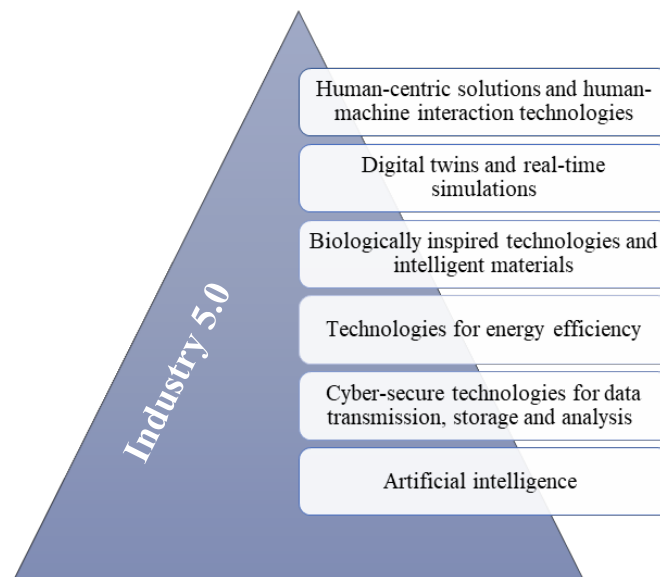 Human-centric solutions and human-
machine interaction technologies
Digital twins and real-time
simulations
Biologically inspired technologies and
intelligent materials
Technologies for energy efficiency
Cyber-secure technologies for data
transmission, storage and analysis
Artificial intelligence
Industry 5.0